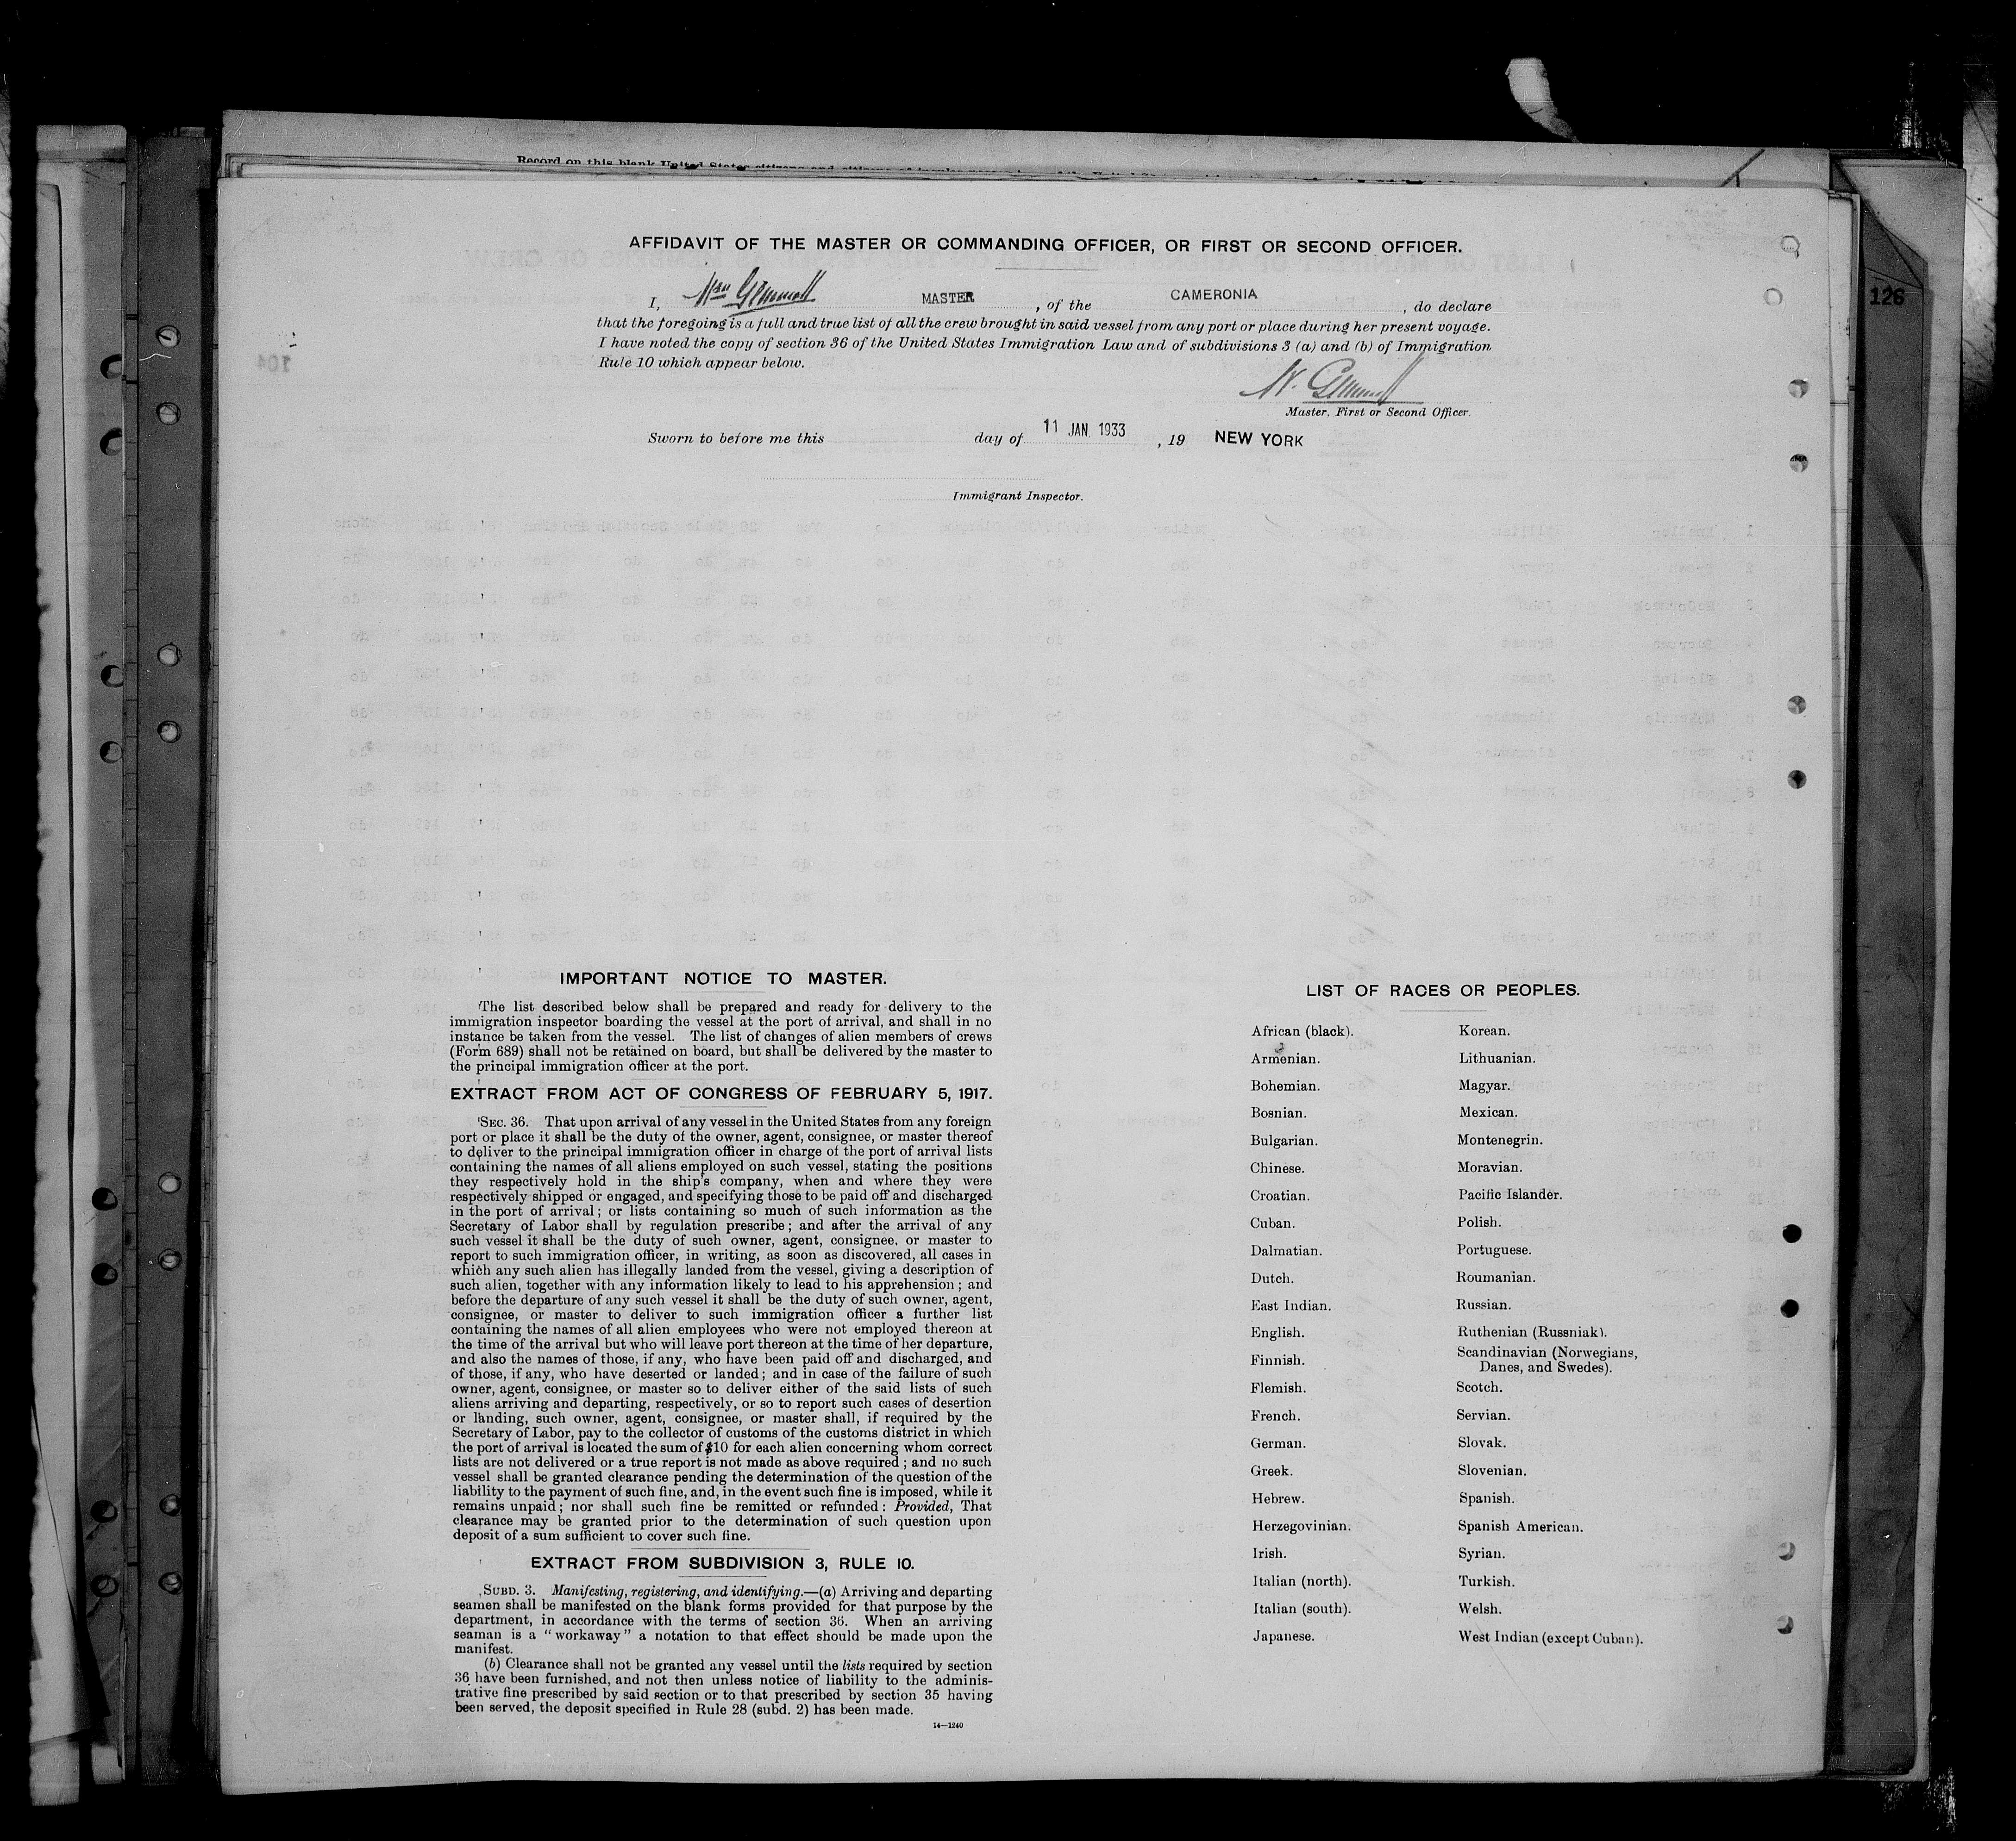 126
AFFIDAVIT OF THE MASTER OR COMMANDING OFFICER, OR FIRST OR SECOND OFFICER.
I, Wm Gemmell MASTER, of the CAMERONIA, do declare
that the foregoing is a full and true list of all the crew brought in said vessel from any port or place during her present voyage.
I have noted the copy of section 36 of the United States Immigration Law and of subdivisions 3 (a) and (b) of Immigration
Rule 10 which appear below.
W. Gemmell
Master, First or Second Officer.
Sworn to before me this day of 11 JAN 1933, 19 NEW YORK
Immigrant Inspector.
IMPORTANT NOTICE TO MASTER.
The list described below shall be prepared and ready for delivery to the
immigration inspector boarding the vessel at the port of arrival, and shall in no
instance be taken from the vessel. The list of changes of alien members of crews
(Form 689) shall not be retained on board, but shall be delivered by the master to
the principal immigration officer at the port.
EXTRACT FROM ACT OF CONGRESS OF FEBRUARY 5, 1917.
SEC. 36. That upon arrival of any vessel in the United States from any foreign
port or place it shall be the duty of the owner, agent, consignee, or master thereof
to deliver to the principal immigration officer in charge of the port of arrival lists
containing the names of all aliens employed on such vessel, stating the positions
they respectively hold in the ship's company, when and where they were
respectively shipped or engaged, and specifying those to be paid off and discharged
in the port of arrival; or lists containing so much of such information as the
Secretary of Labor shall by regulation prescribe; and after the arrival of any
such vessel it shall be the duty of such owner, agent, consignee, or master to
report to such immigration officer, in writing, as soon as discovered, all cases in
which any such alien has illegally landed from the vessel, giving a description of
such alien, together with any information likely to lead to his apprehension; and
before the departure of any such vessel it shall be the duty of such owner, agent,
consignee, or master to deliver to such immigration officer a further list
containing the names of all alien employees who were not employed thereon at
the time of the arrival but who will leave port thereon at the time of her departure,
and also the names of those, if any, who have been paid off and discharged, and
of those, if any, who have deserted or landed; and in case of the failure of such
owner, agent, consignee, or master so to deliver either of the said lists of such
aliens arriving and departing, respectively, or so to report such cases of desertion
or landing, such owner, agent, consignee, or master shall, if required by the
Secretary of Labor, pay to the collector of customs of the customs district in which
the port of arrival is located the sum of $10 for each alien concerning whom correct
lists are not delivered or a true report is not made as above required; and no such
vessel shall be granted clearance pending the determination of the question of the
liability to the payment of such fine, and, in the event such fine is imposed, while it
remains unpaid; nor shall such fine be remitted or refunded: Provided, That
clearance may be granted prior to the determination of such question upon
deposit of a sum sufficient to cover such fine.
EXTRACT FROM SUBDIVISION 3, RULE 10.
SUBD. 3. Manifesting, registering, and identifying.—(a) Arriving and departing
seamen shall be manifested on the blank forms provided for that purpose by the
department, in accordance with the terms of section 36. When an arriving
seaman is a "workaway" a notation to that effect should be made upon the
manifest.
(b) Clearance shall not be granted any vessel until the lists required by section
36 have been furnished, and not then unless notice of liability to the adminis-
trative fine prescribed by said section or to that prescribed by section 35 having
been served, the deposit specified in Rule 28 (subd. 2) has been made.
14—1240
LIST OF RACES OR PEOPLES.
African (black).
Armenian.
Bohemian.
Bosnian.
Bulgarian.
Chinese.
Croatian.
Cuban.
Dalmatian.
Dutch.
East Indian.
English.
Finnish.
Flemish.
French.
German.
Greek.
Hebrew.
Herzegovinian.
Irish.
Italian (north).
Italian (south).
Japanese.
Korean.
Lithuanian.
Magyar.
Mexican.
Montenegrin.
Moravian.
Pacific Islander.
Polish.
Portuguese.
Roumanian.
Russian.
Ruthenian (Russniak).
Scandinavian (Norwegians,
Danes, and Swedes).
Scotch.
Servian.
Slovak.
Slovenian.
Spanish.
Spanish American.
Syrian.
Turkish.
Welsh.
West Indian (except Cuban).